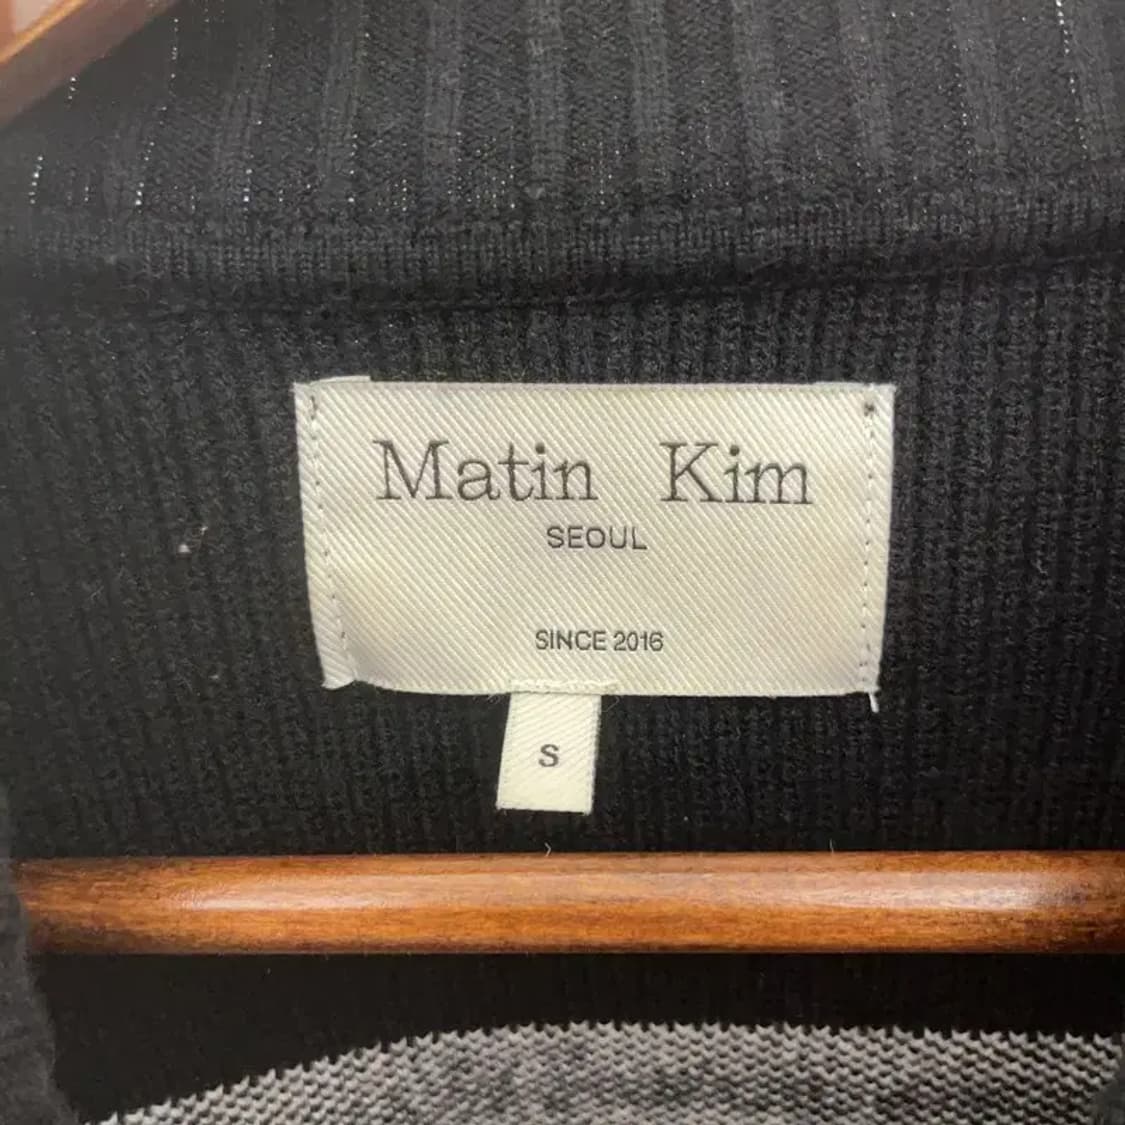 Matin Kim
SEOUL
SINCE 2016
S